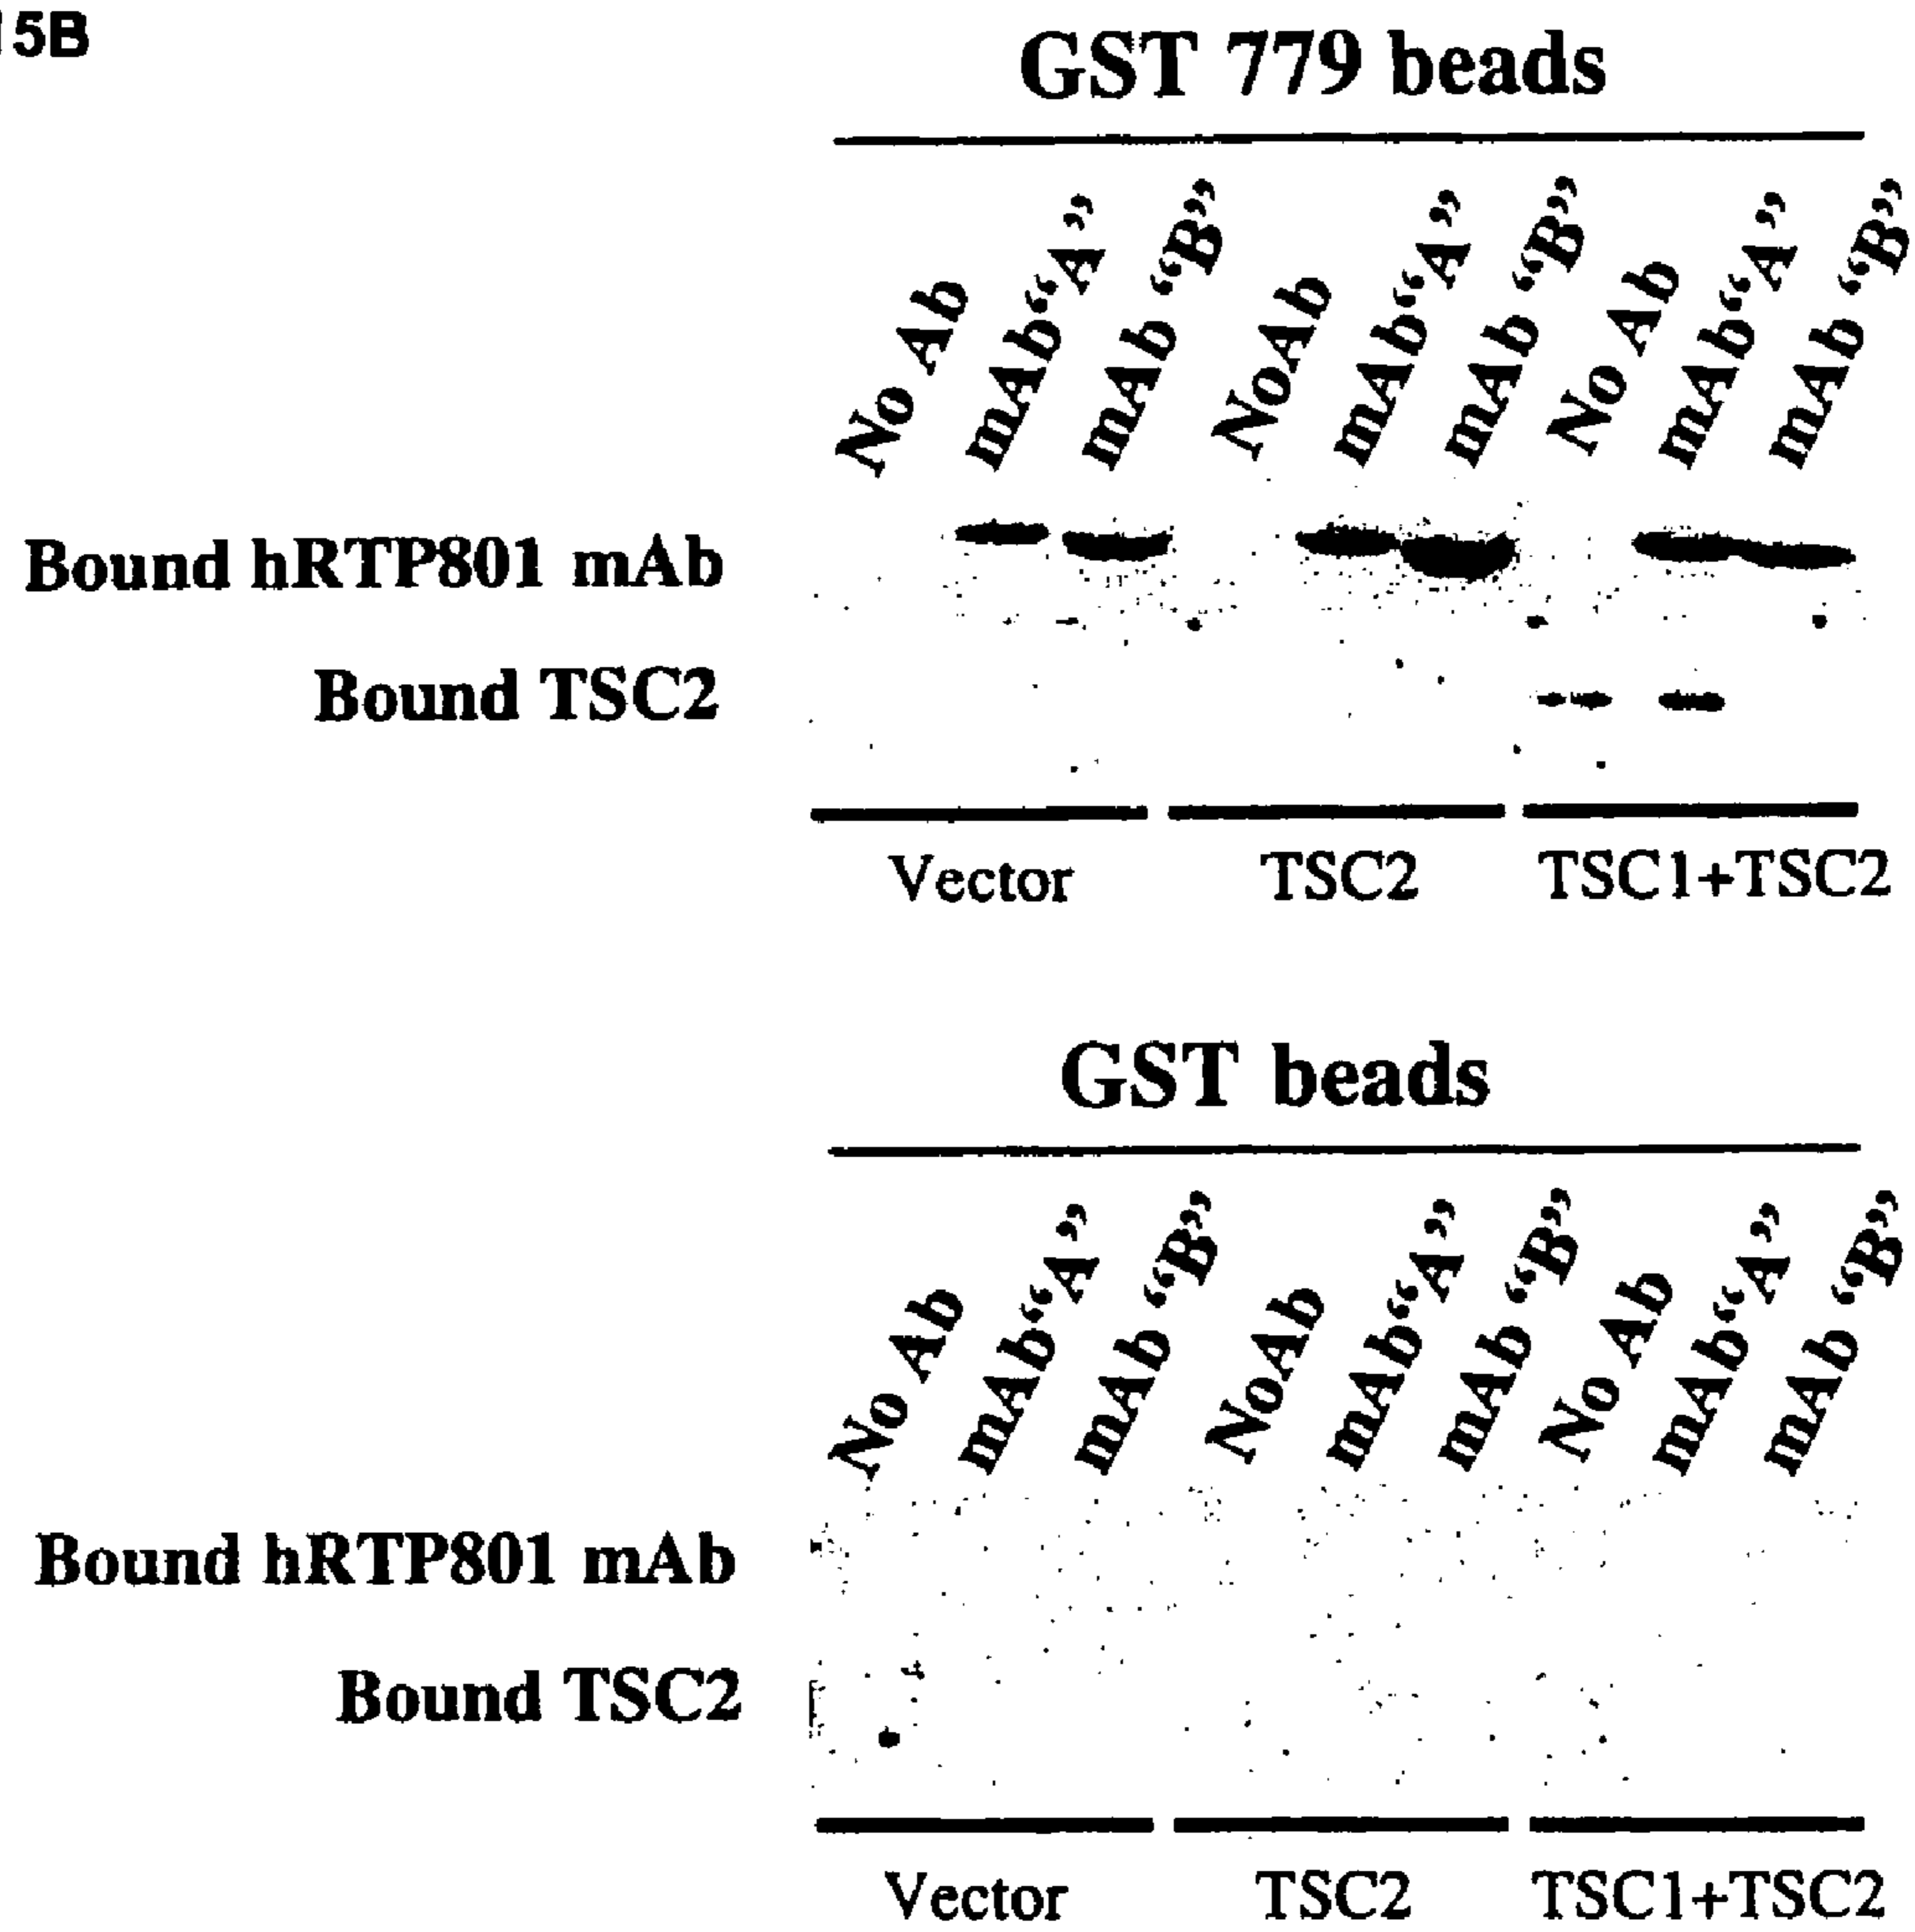 5B
GST 779 beads
No Ab mAb“A” mAb “B” NoAb mAb“A” mAb “B” No Ab mAb“A” mAb “B”
Bound hRTP801 mAb
Bound TSC2
Vector TSC2 TSC1+TSC2
GST beads
No Ab mAb“A” mAb “B” NoAb mAb“A” mAb “B” No Ab mAb“A” mAb “B”
Bound hRTP801 mAb
Bound TSC2
Vector TSC2 TSC1+TSC2